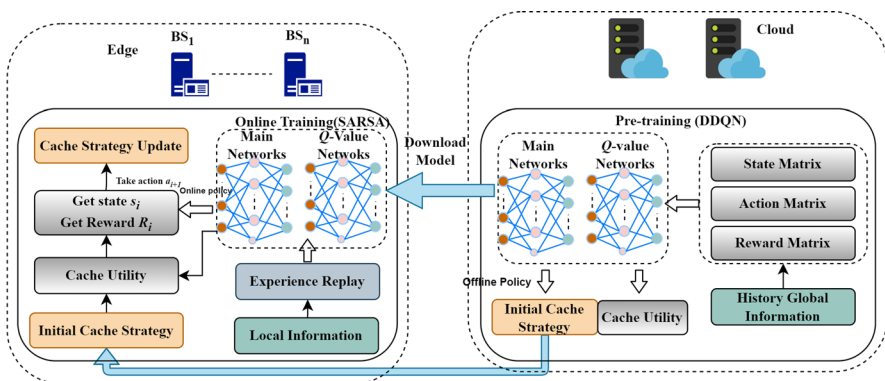 Edge
BS1
BSn
Online Training(SARSA)
Main
Networks
Q-Value
Netwoks
Cache Strategy Update
Take action ai+1
Online policy
Get state si
Get Reward Ri
Cache Utility
Initial Cache Strategy
Experience Replay
Local Information
Download
Model
Cloud
Pre-training (DDQN)
Main
Networks
Q-value
Networks
State Matrix
Action Matrix
Reward Matrix
History Global
Information
Offline Policy
Initial Cache
Strategy
Cache Utility